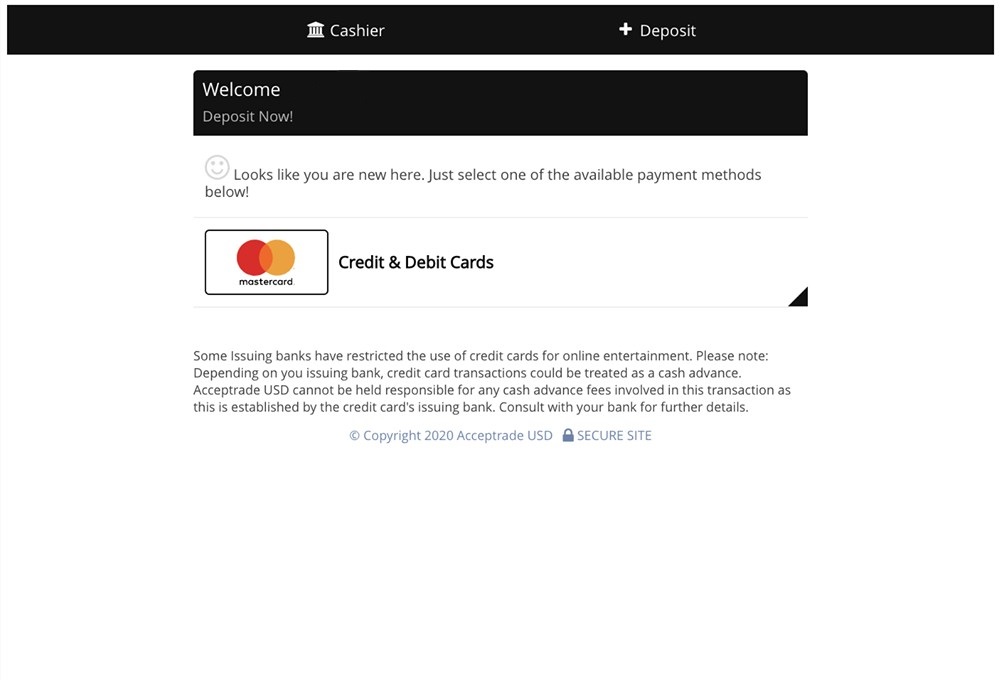 Cashier
Deposit
Welcome
Deposit Now!
Looks like you are new here. Just select one of the available payment methods
below!
mastercard.
Credit & Debit Cards
Some Issuing banks have restricted the use of credit cards for online entertainment. Please note:
Depending on you issuing bank, credit card transactions could be treated as a cash advance.
Acceptrade USD cannot be held responsible for any cash advance fees involved in this transaction as
this is established by the credit card's issuing bank. Consult with your bank for further details.
© Copyright 2020 Acceptrade USD SECURE SITE